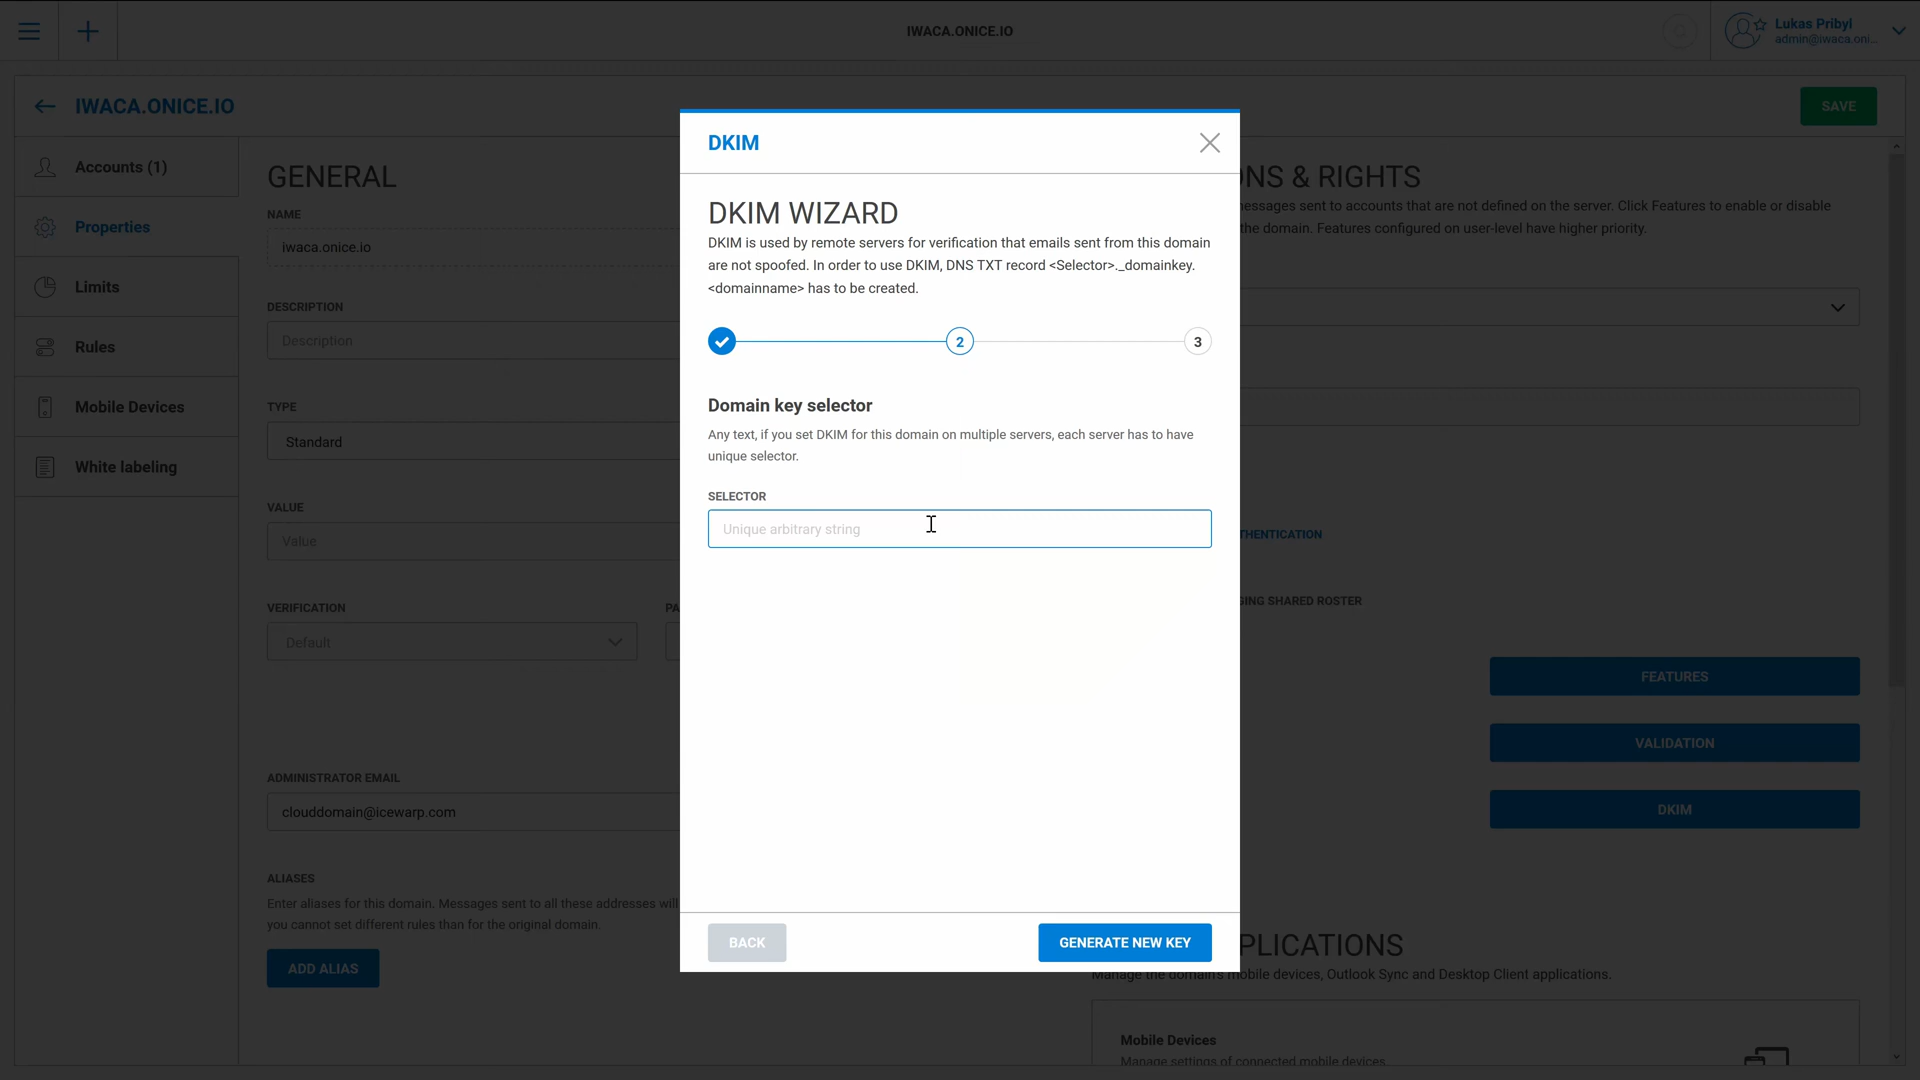 IWACA.ONICE.IO
Lukas Pribyl
admin@iwaca.oni...
IWACA.ONICE.IO
SAVE
Accounts (1)
Properties
Limits
Rules
Mobile Devices
White labeling
GENERAL
NAME
iwaca.onice.io
DESCRIPTION
Description
TYPE
Standard
VALUE
Value
VERIFICATION
PA
Default
ADMINISTRATOR EMAIL
clouddomain@icewarp.com
ALIASES
Enter aliases for this domain. Messages sent to all these addresses will
you cannot set different rules than for the original domain.
ADD ALIAS
DKIM
DKIM WIZARD
DKIM is used by remote servers for verification that emails sent from this domain
are not spoofed. In order to use DKIM, DNS TXT record <Selector>._domainkey.
<domainname> has to be created.
2
3
Domain key selector
Any text, if you set DKIM for this domain on multiple servers, each server has to have
unique selector.
SELECTOR
Unique arbitrary string
BACK
GENERATE NEW KEY
NS & RIGHTS
essages sent to accounts that are not defined on the server. Click Features to enable or disable
the domain. Features configured on user-level have higher priority.
HENTICATION
ING SHARED ROSTER
FEATURES
VALIDATION
DKIM
PLICATIONS
Manage the domain's mobile devices, Outlook Sync and Desktop Client applications.
Mobile Devices
Manage settings of connected mobile devices